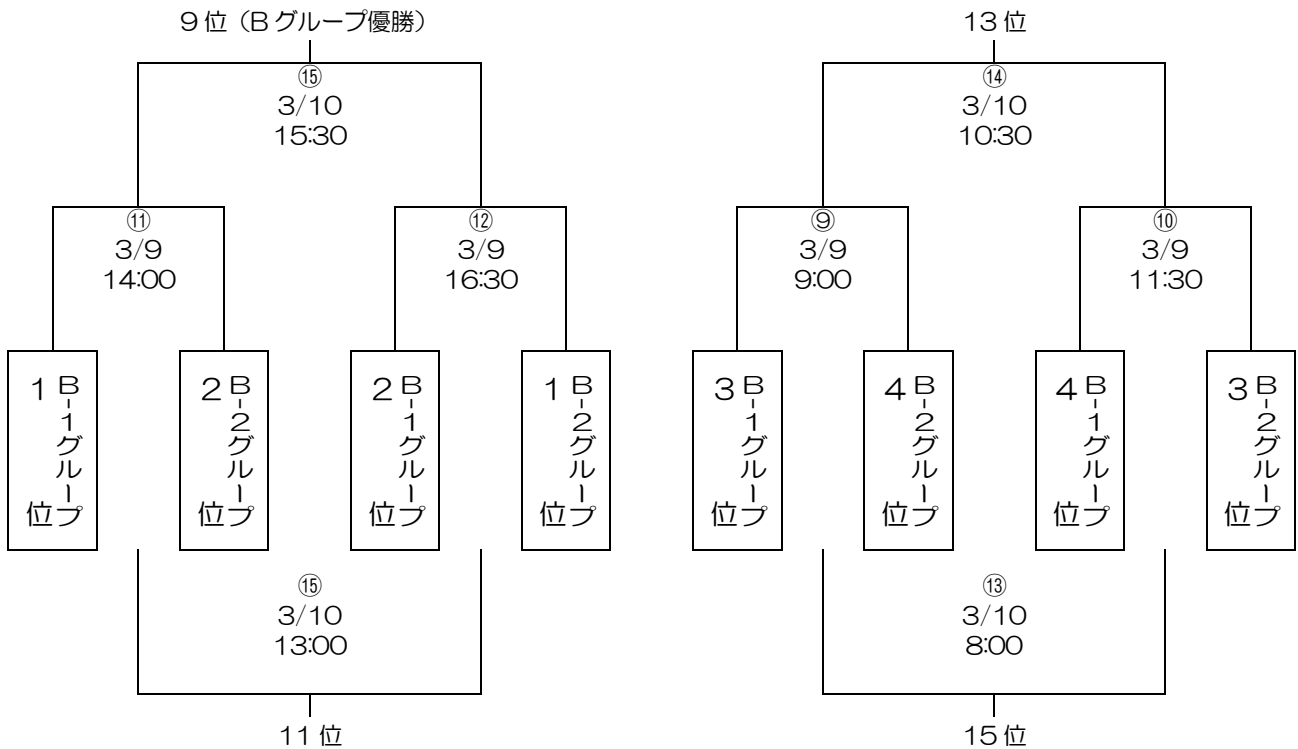 9位（Bグループ優勝）
⑮
3/10
15:30
⑪
3/9
14:00
⑫
3/9
16:30
B-1グループ
1位
B-2グループ
2位
B-1グループ
2位
B-2グループ
1位
⑮
3/10
13:00
11位
13位
⑭
3/10
10:30
⑨
3/9
9:00
⑩
3/9
11:30
B-1グループ
3位
B-2グループ
4位
B-1グループ
4位
B-2グループ
3位
⑬
3/10
8:00
15位